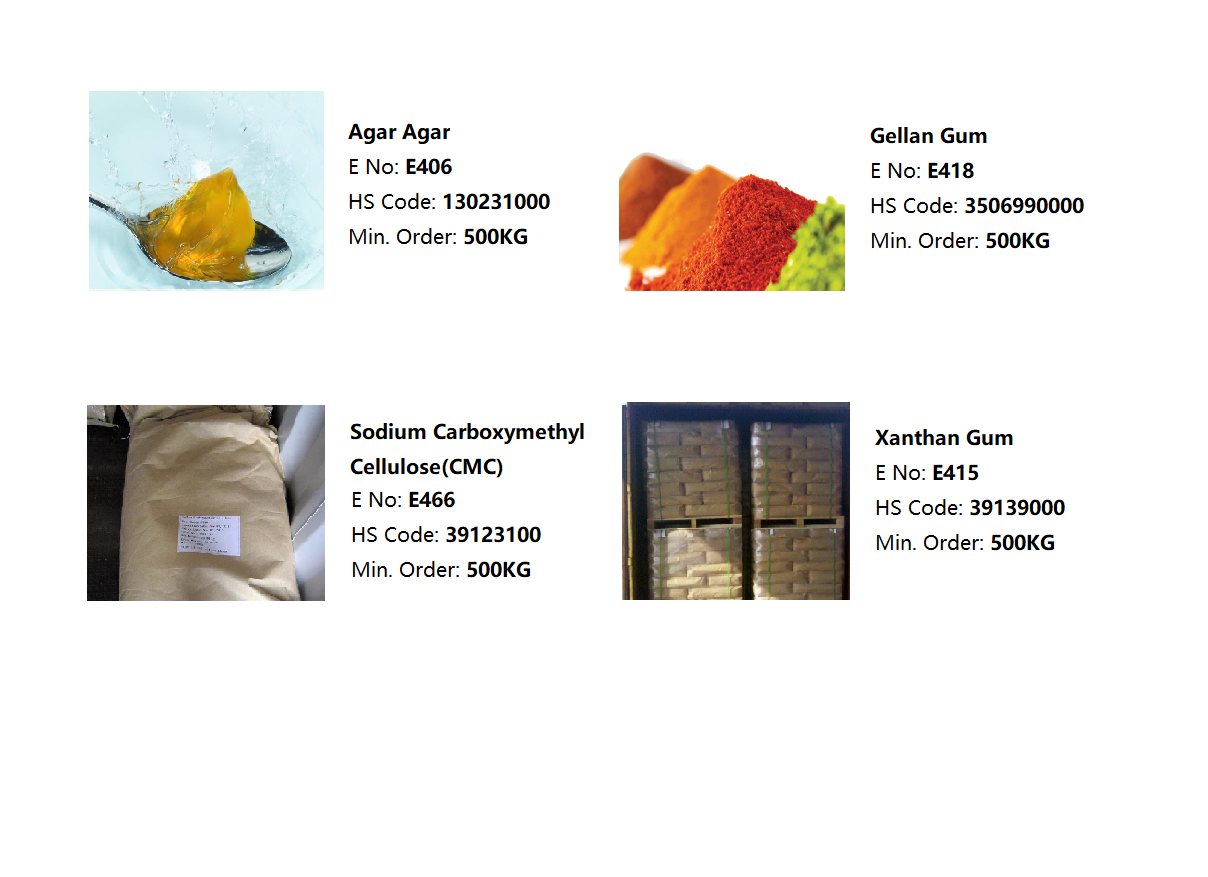 Agar Agar
E No: E406
HS Code: 130231000
Min. Order: 500KG
Gellan Gum
E No: E418
HS Code: 3506990000
Min. Order: 500KG
Sodium Carboxymethyl
Cellulose(CMC)
E No: E466
HS Code: 39123100
Min. Order: 500KG
Xanthan Gum
E No: E415
HS Code: 39139000
Min. Order: 500KG